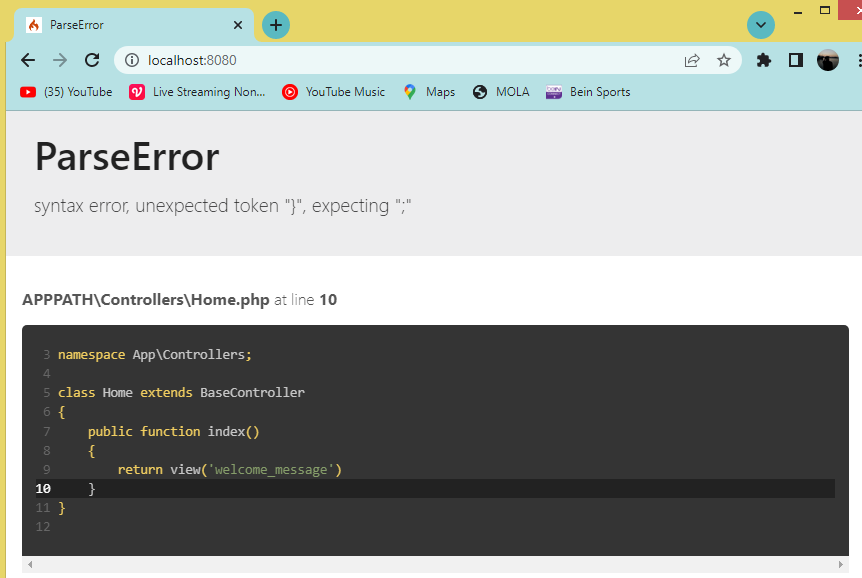 ParseError
localhost:8080
(35) YouTube Live Streaming Non... YouTube Music Maps MOLA Bein Sports
ParseError
syntax error, unexpected token "}", expecting ";"
APPPATH\Controllers\Home.php at line 10
3 namespace App\Controllers;
4
5 class Home extends BaseController
6 {
7 public function index()
8 {
9 return view('welcome_message')
10 }
11 }
12